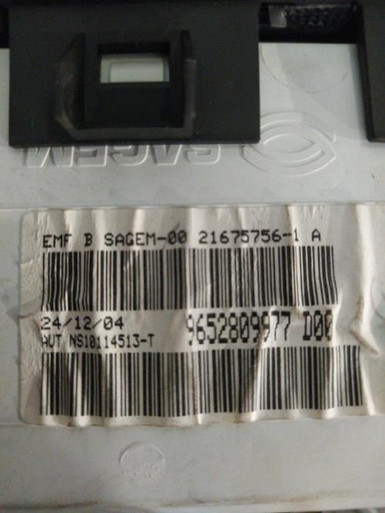 SAGEM
EMF B SAGEM-00 21675756-1 A
24/12/04
9652809977 D00
AUT NS10114513-T